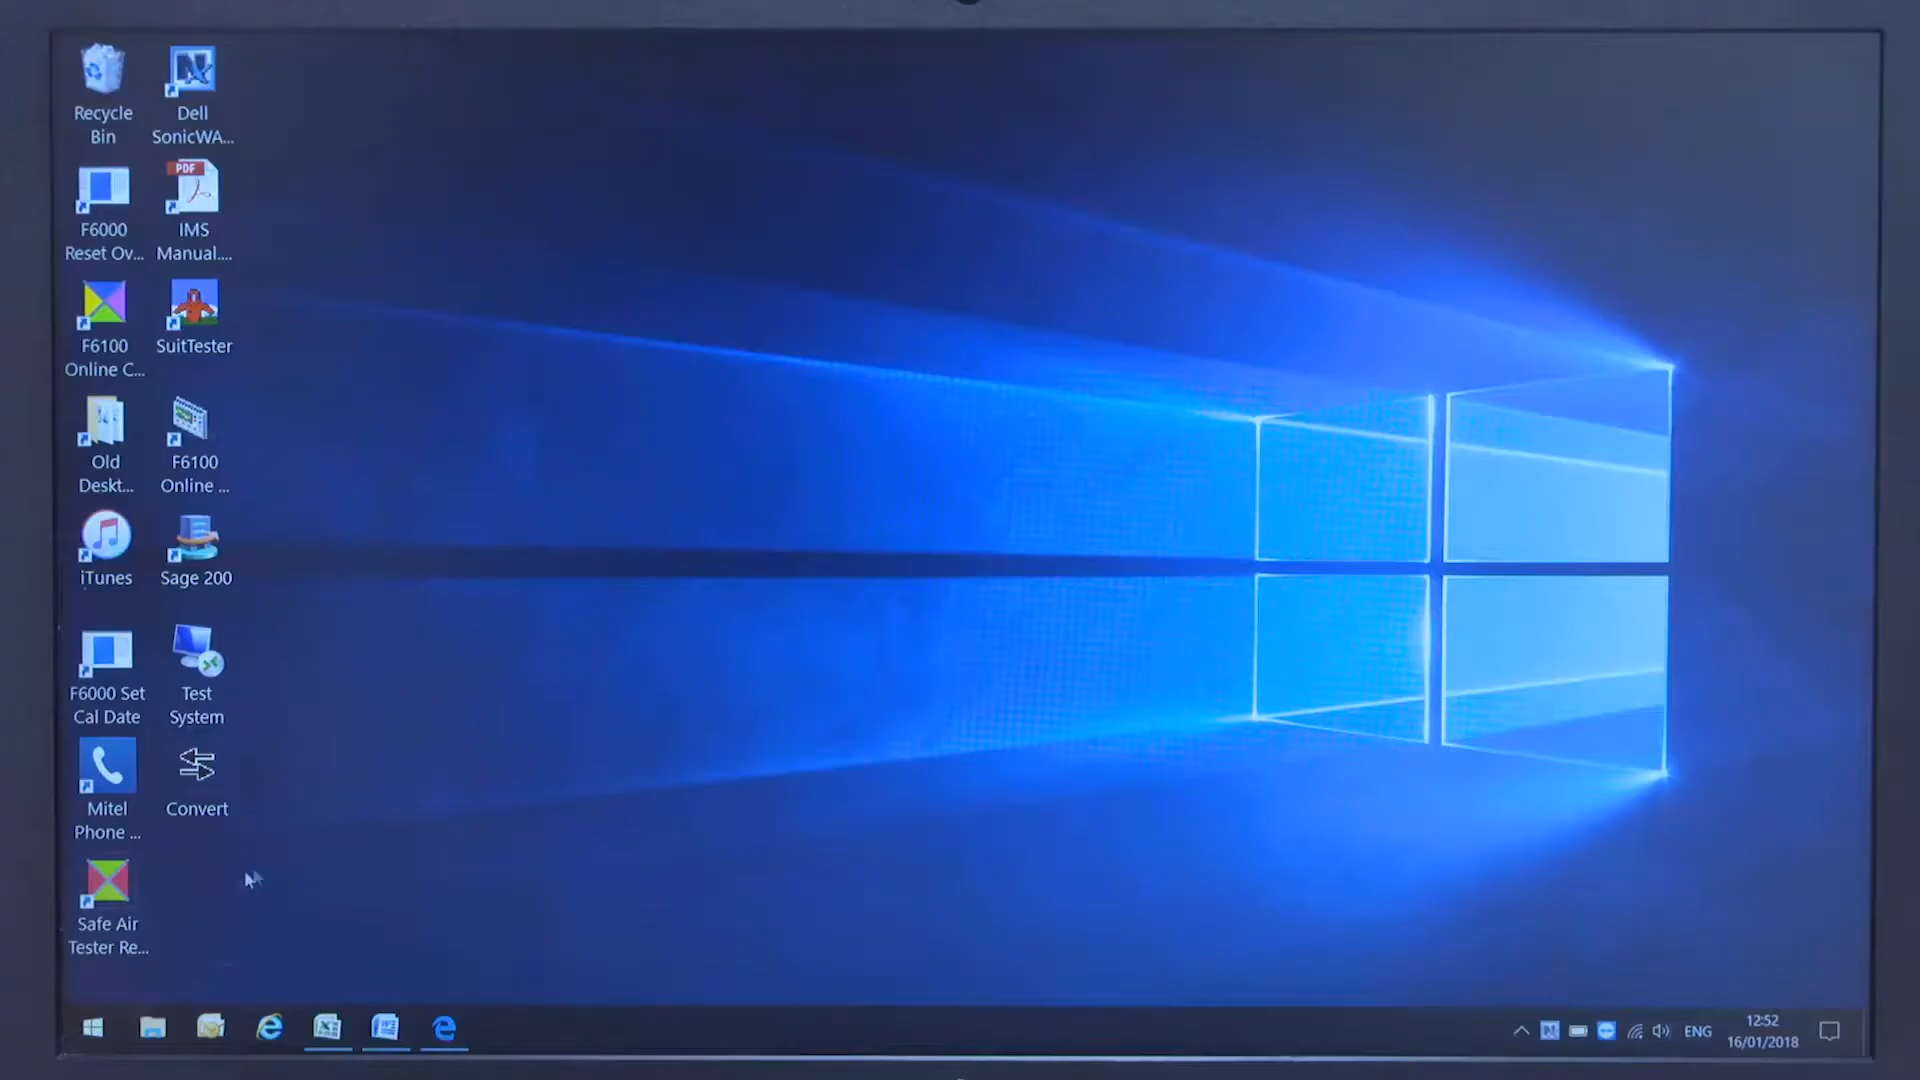 Recycle
Bin
Dell
SonicWA...
F6000
Reset Ov...
PDF
IMS
Manual....
F6100
Online C...
SuitTester
Old
Deskt...
F6100
Online ...
iTunes
Sage 200
F6000 Set
Cal Date
Test
System
Mitel
Phone ...
Convert
Safe Air
Tester Re...
ENG
12:52
16/01/2018